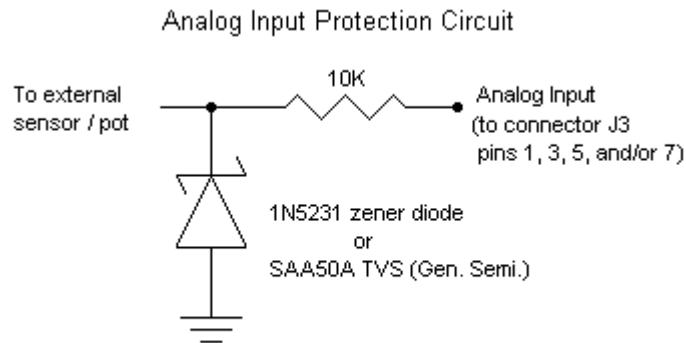 Analog Input Protection Circuit
10K
To external
sensor / pot
Analog Input
(to connector J3
pins 1, 3, 5, and/or 7)
1N5231 zener diode
or
SAA50A TVS (Gen. Semi.)